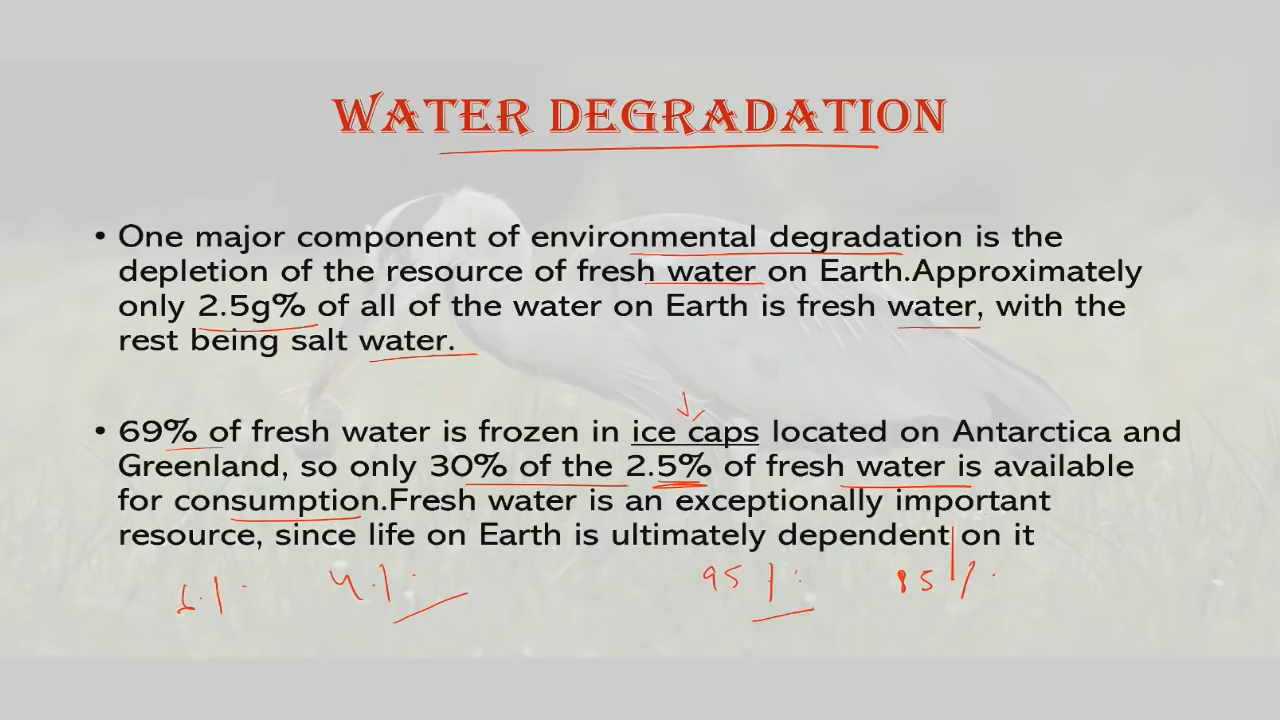 WATER DEGRADATION
• One major component of environmental degradation is the
depletion of the resource of fresh water on Earth.Approximately
only 2.5g% of all of the water on Earth is fresh water, with the
rest being salt water.
• 69% of fresh water is frozen in ice caps located on Antarctica and
Greenland, so only 30% of the 2.5% of fresh water is available
for consumption.Fresh water is an exceptionally important
resource, since life on Earth is ultimately dependent on it
95 % 85 %